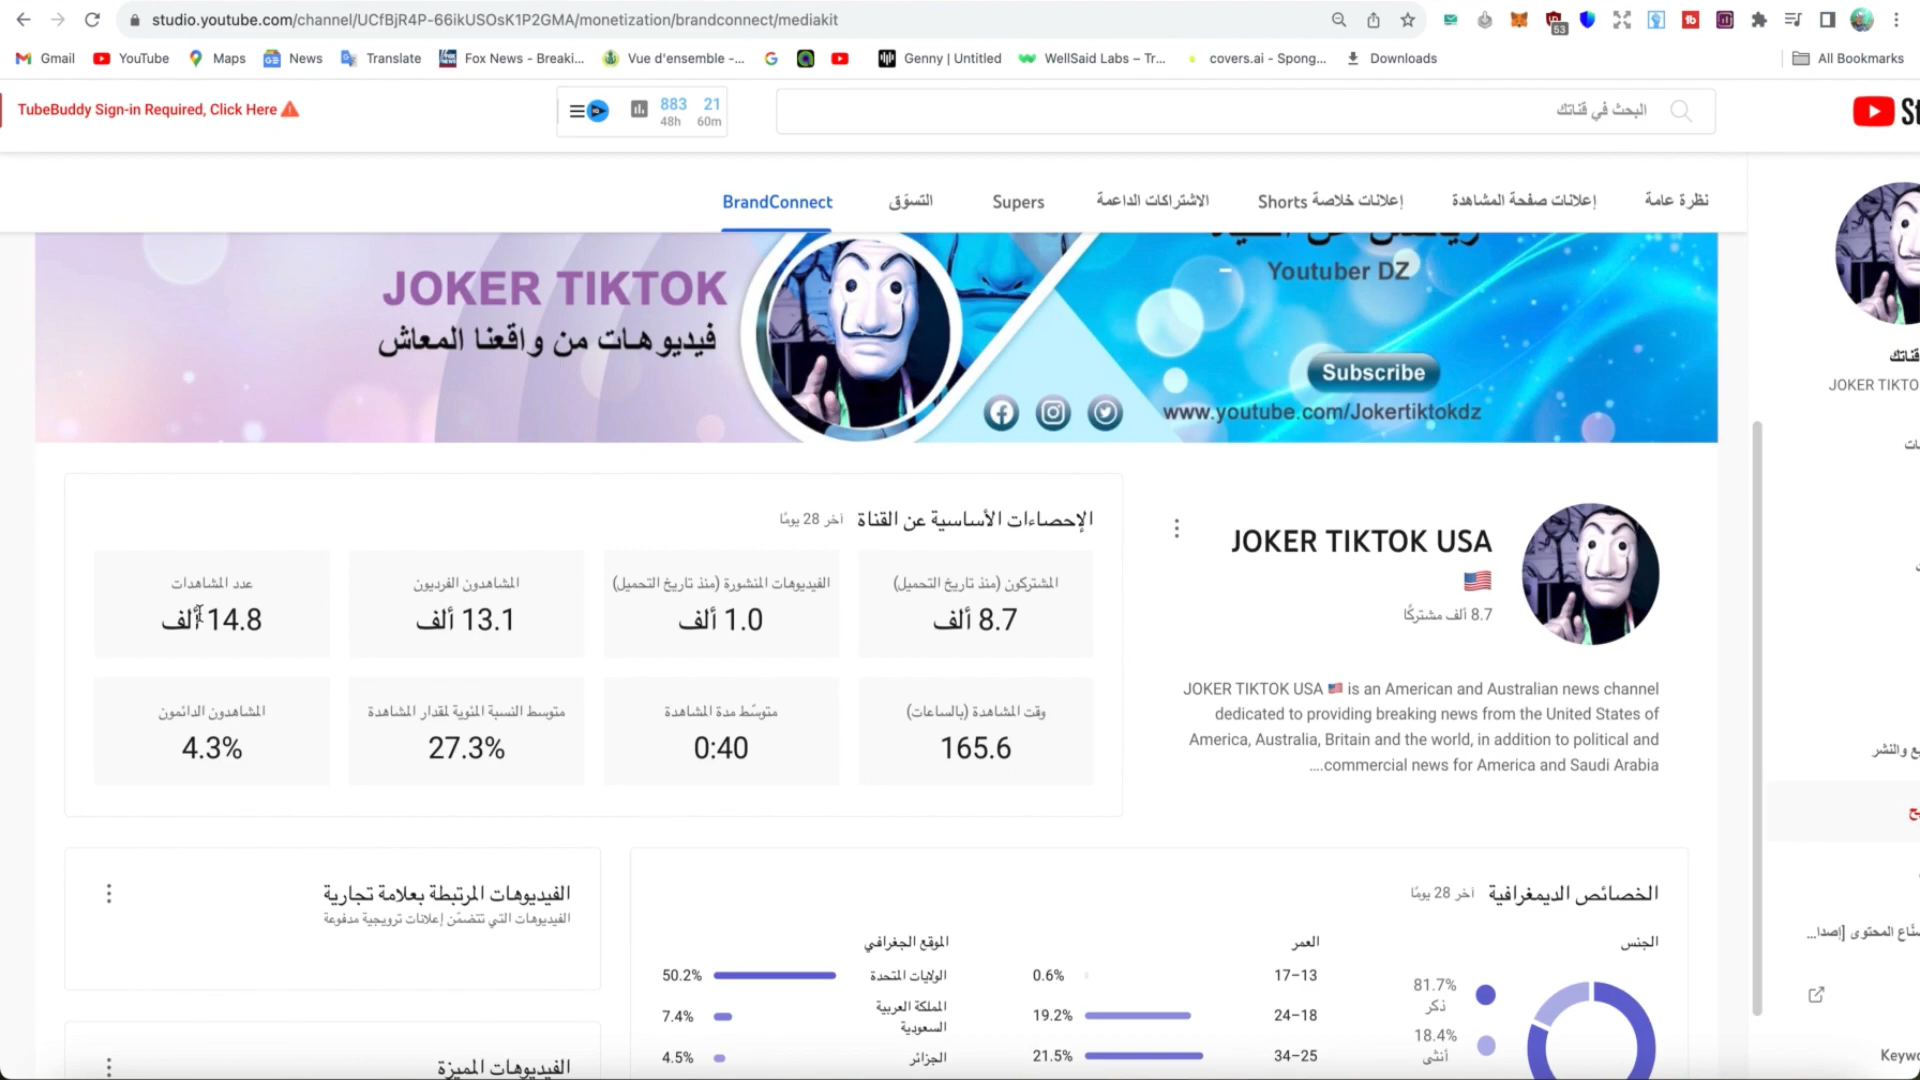 studio.youtube.com/channel/UCfBjR4P-66ikUSOsK1P2GMA/monetization/brandconnect/mediakit
53
Gmail YouTube Maps News Translate Fox News - Breaki... Vue d'ensemble -... Genny | Untitled WellSaid Labs – Tr... covers.ai - Spong... Downloads All Bookmarks
TubeBuddy Sign-in Required, Click Here
883 21
48h 60m
البحث في قناتك
St
نظرة عامة
إعلانات صفحة المشاهدة
إعلانات خلاصة Shorts
الاشتراكات الداعمة
Supers
التسوّق
BrandConnect
JOKER TIKTOK
فيديوهات من واقعنا المعاش
Youtuber DZ
Subscribe
www.youtube.com/Jokertiktokdz
قناتك
JOKER TIKTO
JOKER TIKTOK USA
🇺🇸
8.7 ألف مشتركًا
JOKER TIKTOK USA 🇺🇸 is an American and Australian news channel
dedicated to providing breaking news from the United States of
America, Australia, Britain and the world, in addition to political and
....commercial news for America and Saudi Arabia
الإحصاءات الأساسية عن القناة آخر 28 يومًا
المشتركون (منذ تاريخ التحميل)
8.7 ألف
الفيديوهات المنشورة (منذ تاريخ التحميل)
1.0 ألف
المشاهدون الفرديون
13.1 ألف
عدد المشاهدات
14.8 ألف
وقت المشاهدة (بالساعات)
165.6
متوسّط مدة المشاهدة
0:40
متوسط النسبة المئوية لمقدار المشاهدة
27.3%
المشاهدون الدائمون
4.3%
الخصائص الديمغرافية آخر 28 يومًا
الجنس
81.7%
ذكر
18.4%
أنثى
العمر
17–13 0.6%
24–18 19.2%
34–25 21.5%
الموقع الجغرافي
الولايات المتحدة 50.2%
المملكة العربية
السعودية
7.4%
الجزائر 4.5%
الفيديوهات المرتبطة بعلامة تجارية
الفيديوهات التي تتضمّن إعلانات ترويجية مدفوعة
الفيديوهات المميزة
ع والنشر
صنّاع المحتوى [إصدا...
Keywo